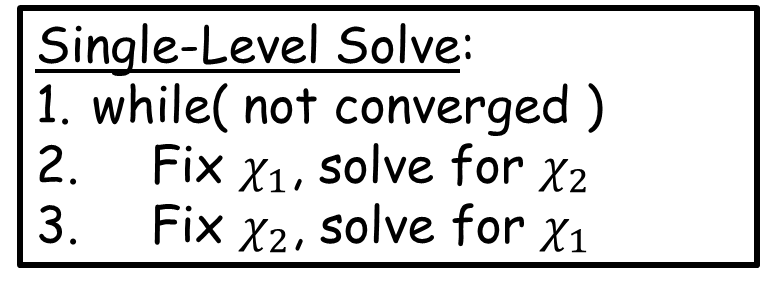 Single-Level Solve:
1. while( not converged )
2. Fix χ₁, solve for χ₂
3. Fix χ₂, solve for χ₁